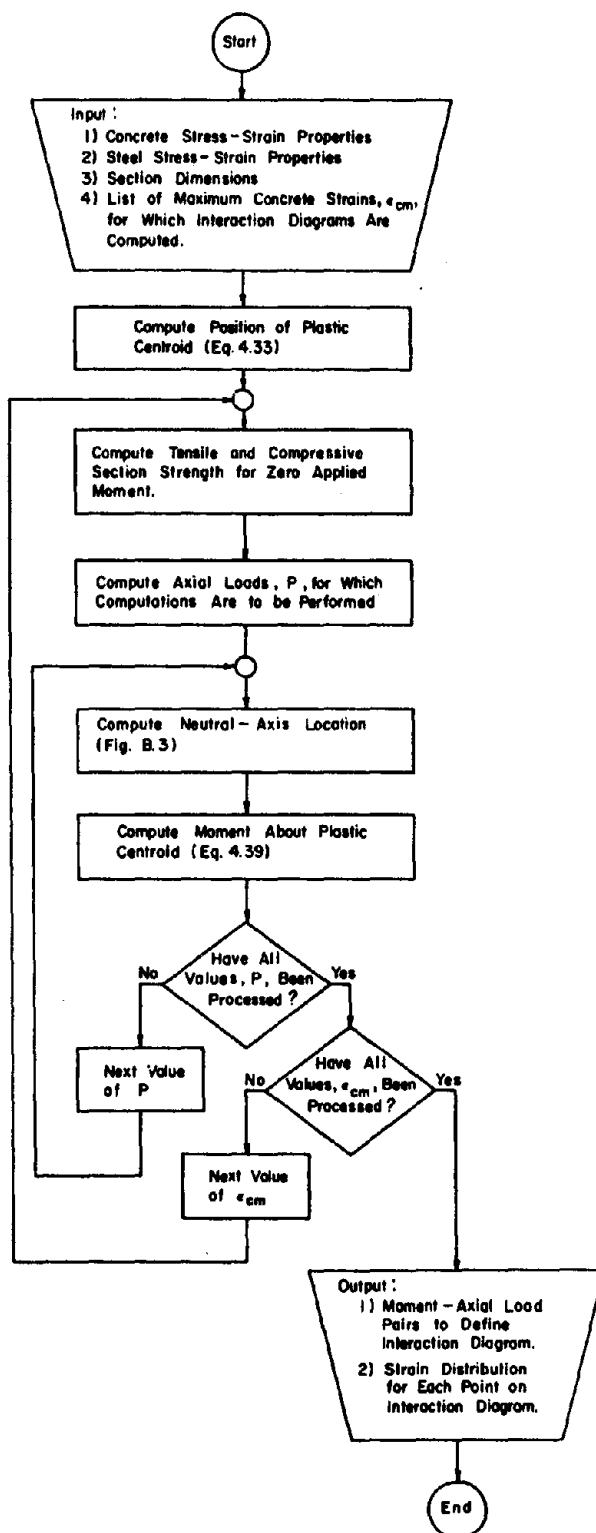 Start
Input:
1) Concrete Stress-Strain Properties
2) Steel Stress-Strain Properties
3) Section Dimensions
4) List of Maximum Concrete Strains, ϵcm,
for Which Interaction Diagrams Are
Computed.
Compute Position of Plastic
Centroid (Eq. 4.33)
Compute Tensile and Compressive
Section Strength for Zero Applied
Moment.
Compute Axial Loads, P, for Which
Computations Are to be Performed
Compute Neutral-Axis Location
(Fig. B.3)
Compute Moment About Plastic
Centroid (Eq. 4.39)
Have All
Values, P, Been
Processed?
No
Yes
Next Value
of P
Have All
Values, ϵcm, Been
Processed?
No
Yes
Next Value
of ϵcm
Output:
1) Moment-Axial Load
Pairs to Define
Interaction Diagram.
2) Strain Distribution
for Each Point on
Interaction Diagram.
End